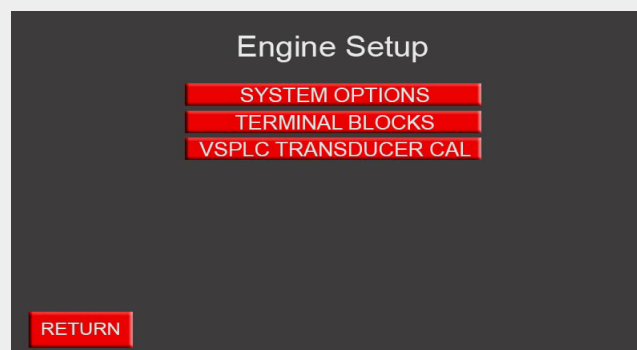 Engine Setup
SYSTEM OPTIONS
TERMINAL BLOCKS
VSPLC TRANSDUCER CAL
RETURN